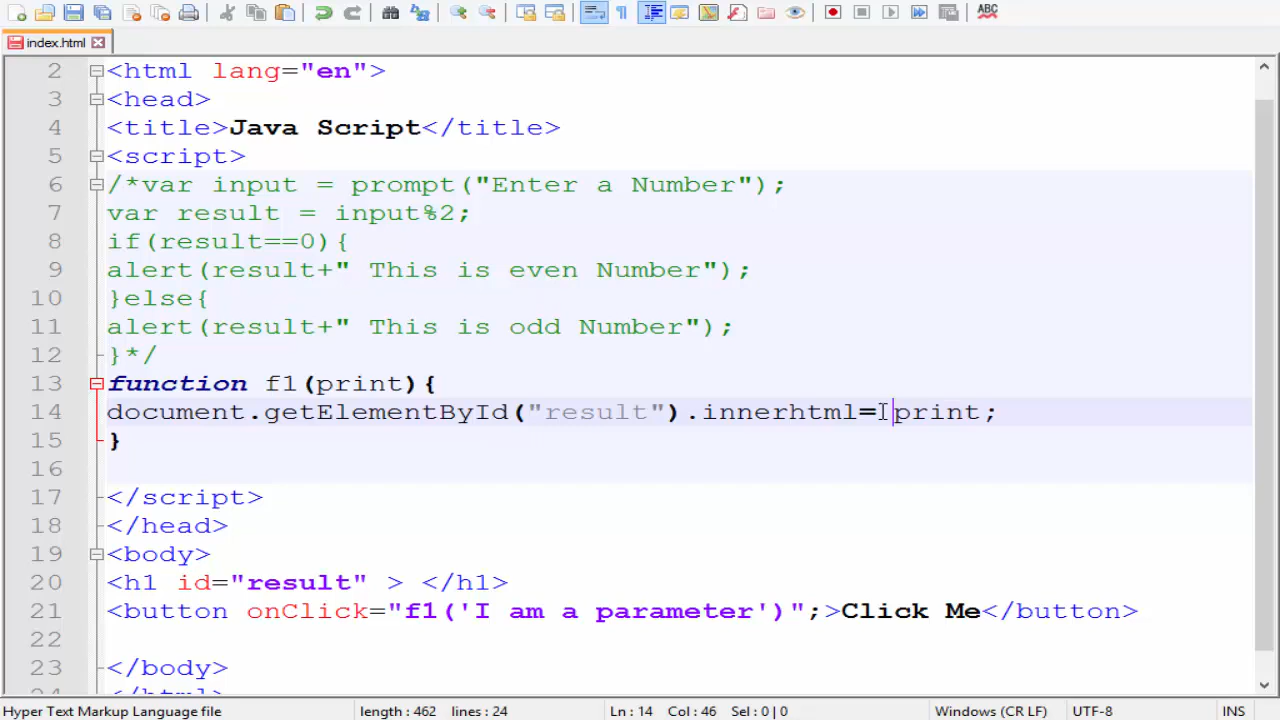 ABC
index.html
2 <html lang="en">
3 <head>
4 <title>Java Script</title>
5 <script>
6 /*var input = prompt("Enter a Number");
7 var result = input%2;
8 if(result==0){
9 alert(result+" This is even Number");
10 }else{
11 alert(result+" This is odd Number");
12 }*/
13 function f1(print){
14 document.getElementById("result").innerhtml= print;
15 }
16
17 </script>
18 </head>
19 <body>
20 <h1 id="result" > </h1>
21 <button onClick="f1('I am a parameter')";>Click Me</button>
22
23 </body>
24 </html>
Hyper Text Markup Language file length : 462 lines : 24 Ln : 14 Col : 46 Sel : 0 | 0 Windows (CR LF) UTF-8 INS